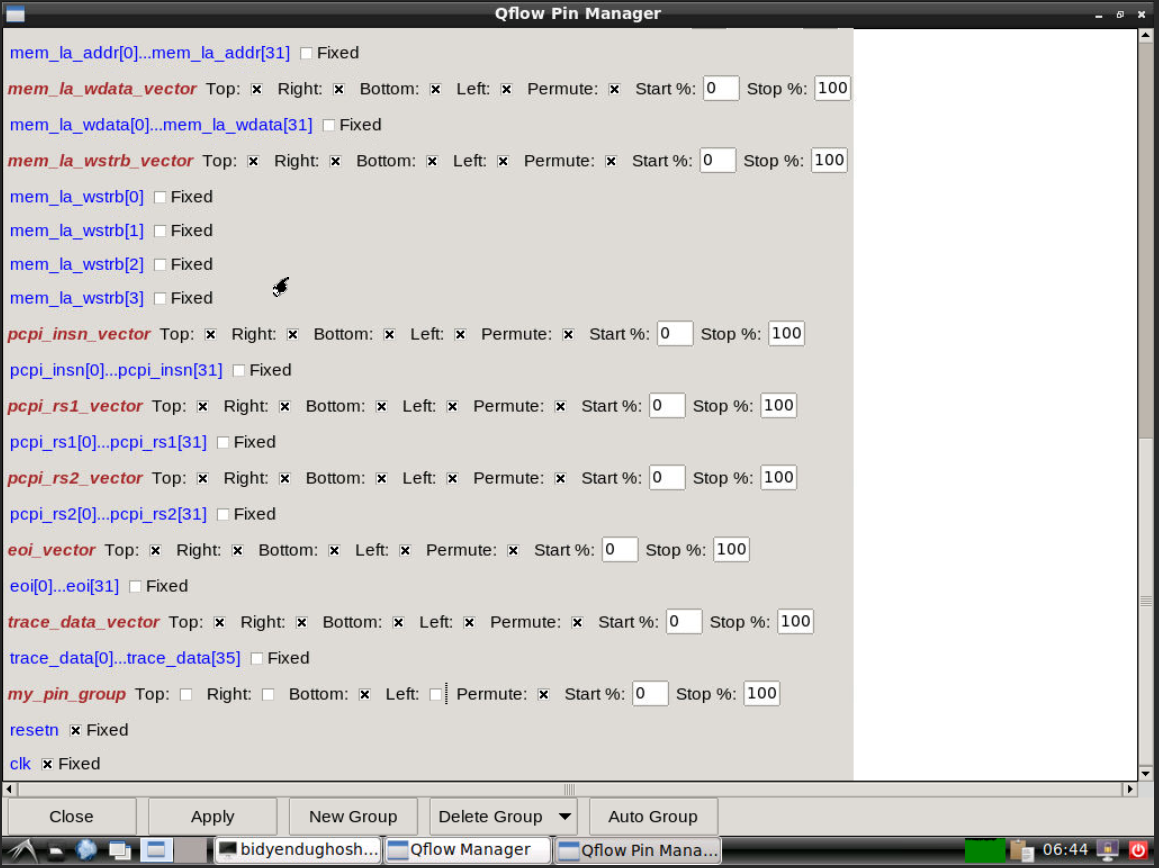 Qflow Pin Manager
mem_la_addr[0]...mem_la_addr[31] Fixed
mem_la_wdata_vector Top: Right: Bottom: Left: Permute: Start %: 0 Stop %: 100
mem_la_wdata[0]...mem_la_wdata[31] Fixed
mem_la_wstrb_vector Top: Right: Bottom: Left: Permute: Start %: 0 Stop %: 100
mem_la_wstrb[0] Fixed
mem_la_wstrb[1] Fixed
mem_la_wstrb[2] Fixed
mem_la_wstrb[3] Fixed
pcpi_insn_vector Top: Right: Bottom: Left: Permute: Start %: 0 Stop %: 100
pcpi_insn[0]...pcpi_insn[31] Fixed
pcpi_rs1_vector Top: Right: Bottom: Left: Permute: Start %: 0 Stop %: 100
pcpi_rs1[0]...pcpi_rs1[31] Fixed
pcpi_rs2_vector Top: Right: Bottom: Left: Permute: Start %: 0 Stop %: 100
pcpi_rs2[0]...pcpi_rs2[31] Fixed
eoi_vector Top: Right: Bottom: Left: Permute: Start %: 0 Stop %: 100
eoi[0]...eoi[31] Fixed
trace_data_vector Top: Right: Bottom: Left: Permute: Start %: 0 Stop %: 100
trace_data[0]...trace_data[35] Fixed
my_pin_group Top: Right: Bottom: Left: Permute: Start %: 0 Stop %: 100
resetn Fixed
clk Fixed
Close Apply New Group Delete Group Auto Group
bidyendughosh... Qflow Manager Qflow Pin Mana... 06:44